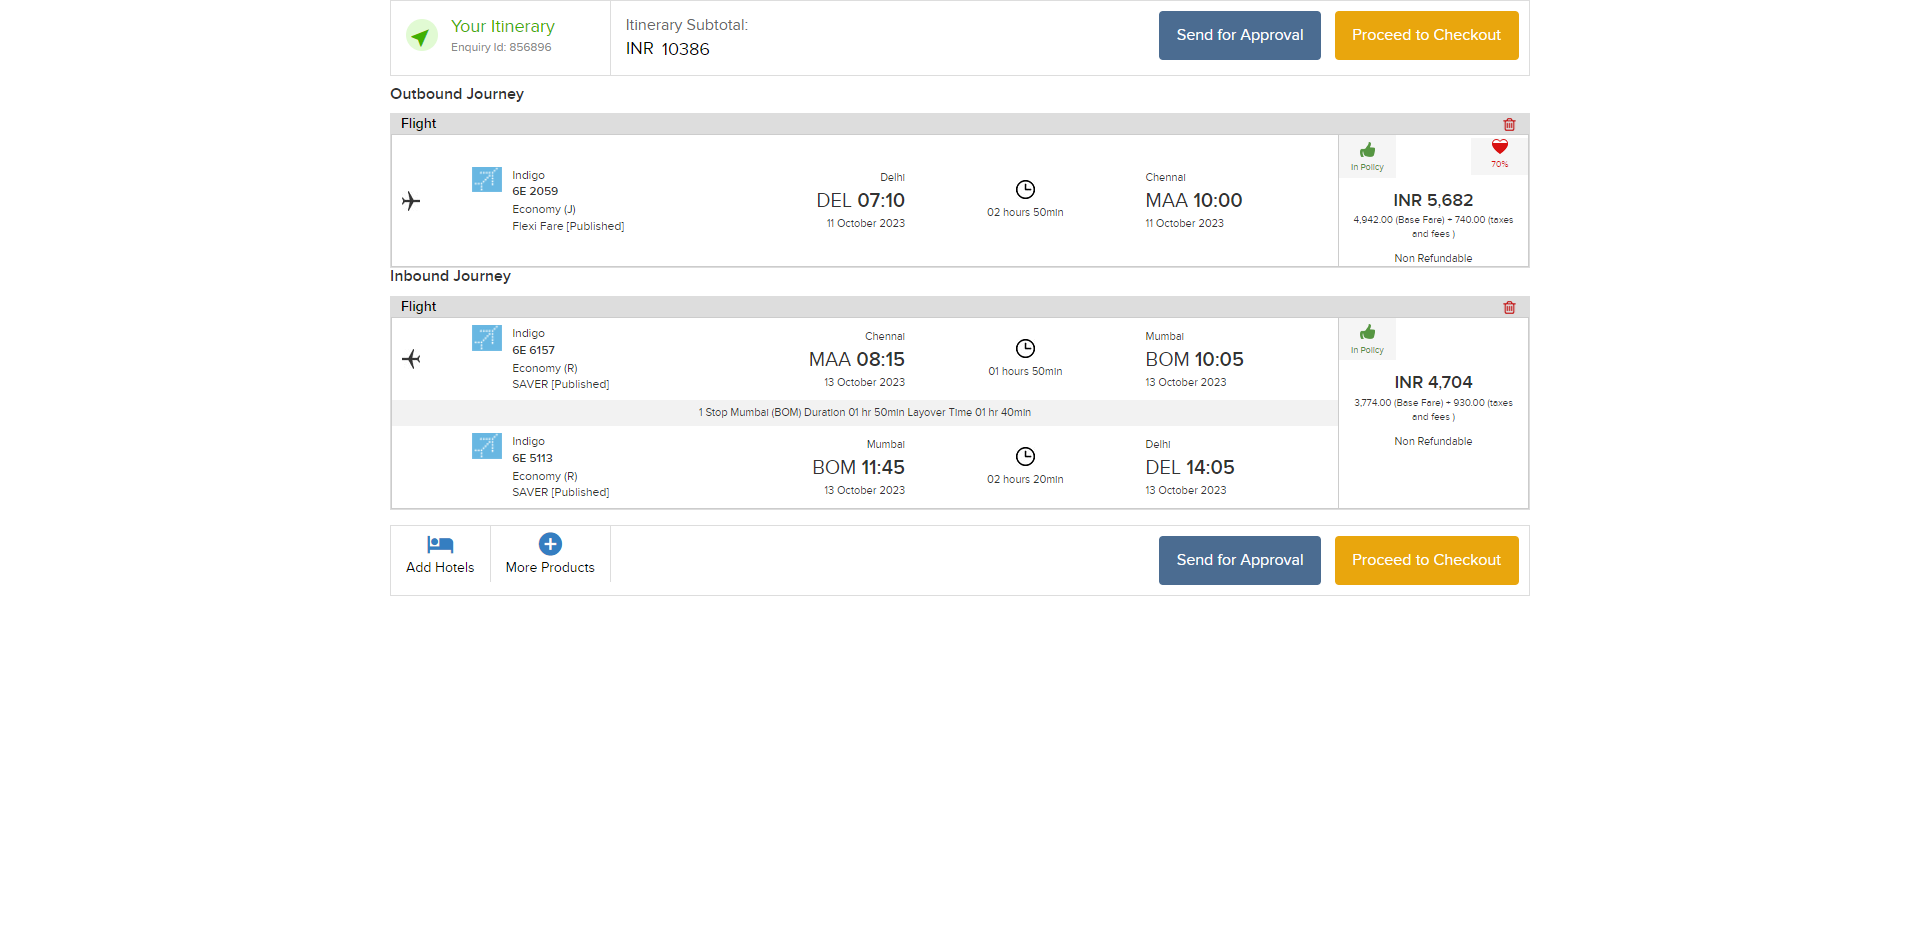 Your Itinerary
Enquiry Id: 856896
Itinerary Subtotal:
INR 10386
Send for Approval
Proceed to Checkout
Outbound Journey
Flight
Indigo
6E 2059
Economy (J)
Flexi Fare [Published]
Delhi
DEL 07:10
11 October 2023
02 hours 50min
Chennai
MAA 10:00
11 October 2023
In Policy
70%
INR 5,682
4,942.00 (Base Fare) + 740.00 (taxes
and fees )
Non Refundable
Inbound Journey
Flight
Indigo
6E 6157
Economy (R)
SAVER [Published]
Chennai
MAA 08:15
13 October 2023
01 hours 50min
Mumbai
BOM 10:05
13 October 2023
In Policy
INR 4,704
3,774.00 (Base Fare) + 930.00 (taxes
and fees )
Non Refundable
1 Stop Mumbai (BOM) Duration 01 hr 50min Layover Time 01 hr 40min
Indigo
6E 5113
Economy (R)
SAVER [Published]
Mumbai
BOM 11:45
13 October 2023
02 hours 20min
Delhi
DEL 14:05
13 October 2023
Add Hotels
More Products
Send for Approval
Proceed to Checkout